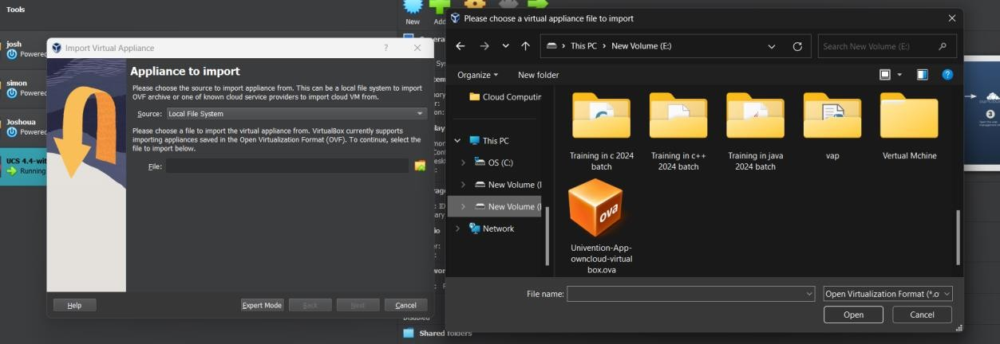 Tools
josh
Powered
simon
Powered
Joshoua
Powered
UCS 4.4-wit
Running
New
Add
Genera
Import Virtual Appliance
?
Appliance to import
Please choose the source to import appliance from. This can be a local file system to import
OVF archive or one of known cloud service providers to import cloud VM from.
Source: Local File System
Please choose a file to import the virtual appliance from. VirtualBox currently supports
importing appliances saved in the Open Virtualization Format (OVF). To continue, select the
file to import below.
File:
Help
Expert Mode
Back
Next
Cancel
Disabled
Shared folders
Please choose a virtual appliance file to import
This PC > New Volume (E:)
Search New Volume (E:)
Organize
New folder
?
Cloud Computin
This PC
OS (C:)
New Volume (
New Volume (
Network
Training in c 2024
batch
Training in c++
2024 batch
Training in java
2024 batch
vap
Vertual Mchine
ova
Univention-App-
owncloud-virtual
box.ova
File name:
Open Virtualization Format (*.o
Open
Cancel
3